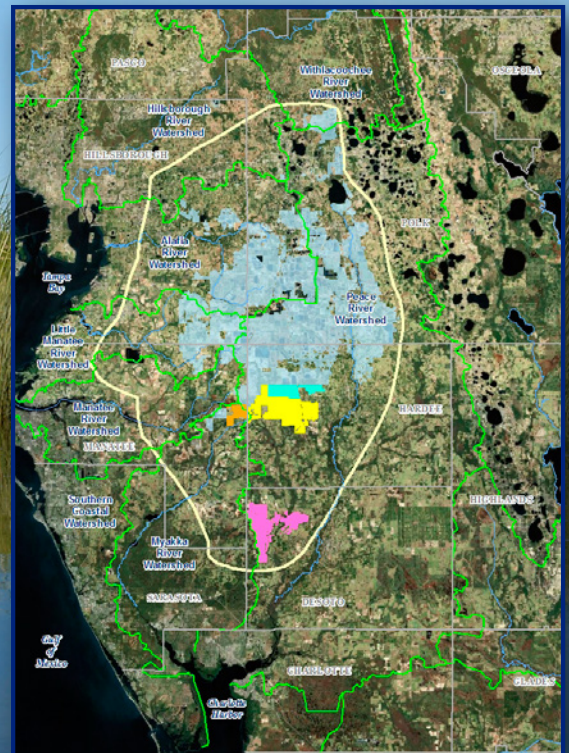 PASCO
Withlacoochee
River
Watershed
OSCEOLA
Hillsborough
River
Watershed
HILLSBOROUGH
POLK
Alafia
River
Watershed
Tampa
Bay
Peace
River
Watershed
Little
Manatee
River
Watershed
Manatee
River
Watershed
HARDEE
MANATEE
Southern
Coastal
Watershed
HIGHLANDS
Myakka
River
Watershed
SARASOTA
DESOTO
Gulf
of
Mexico
CHARLOTTE
GLADES
Charlotte
Harbor